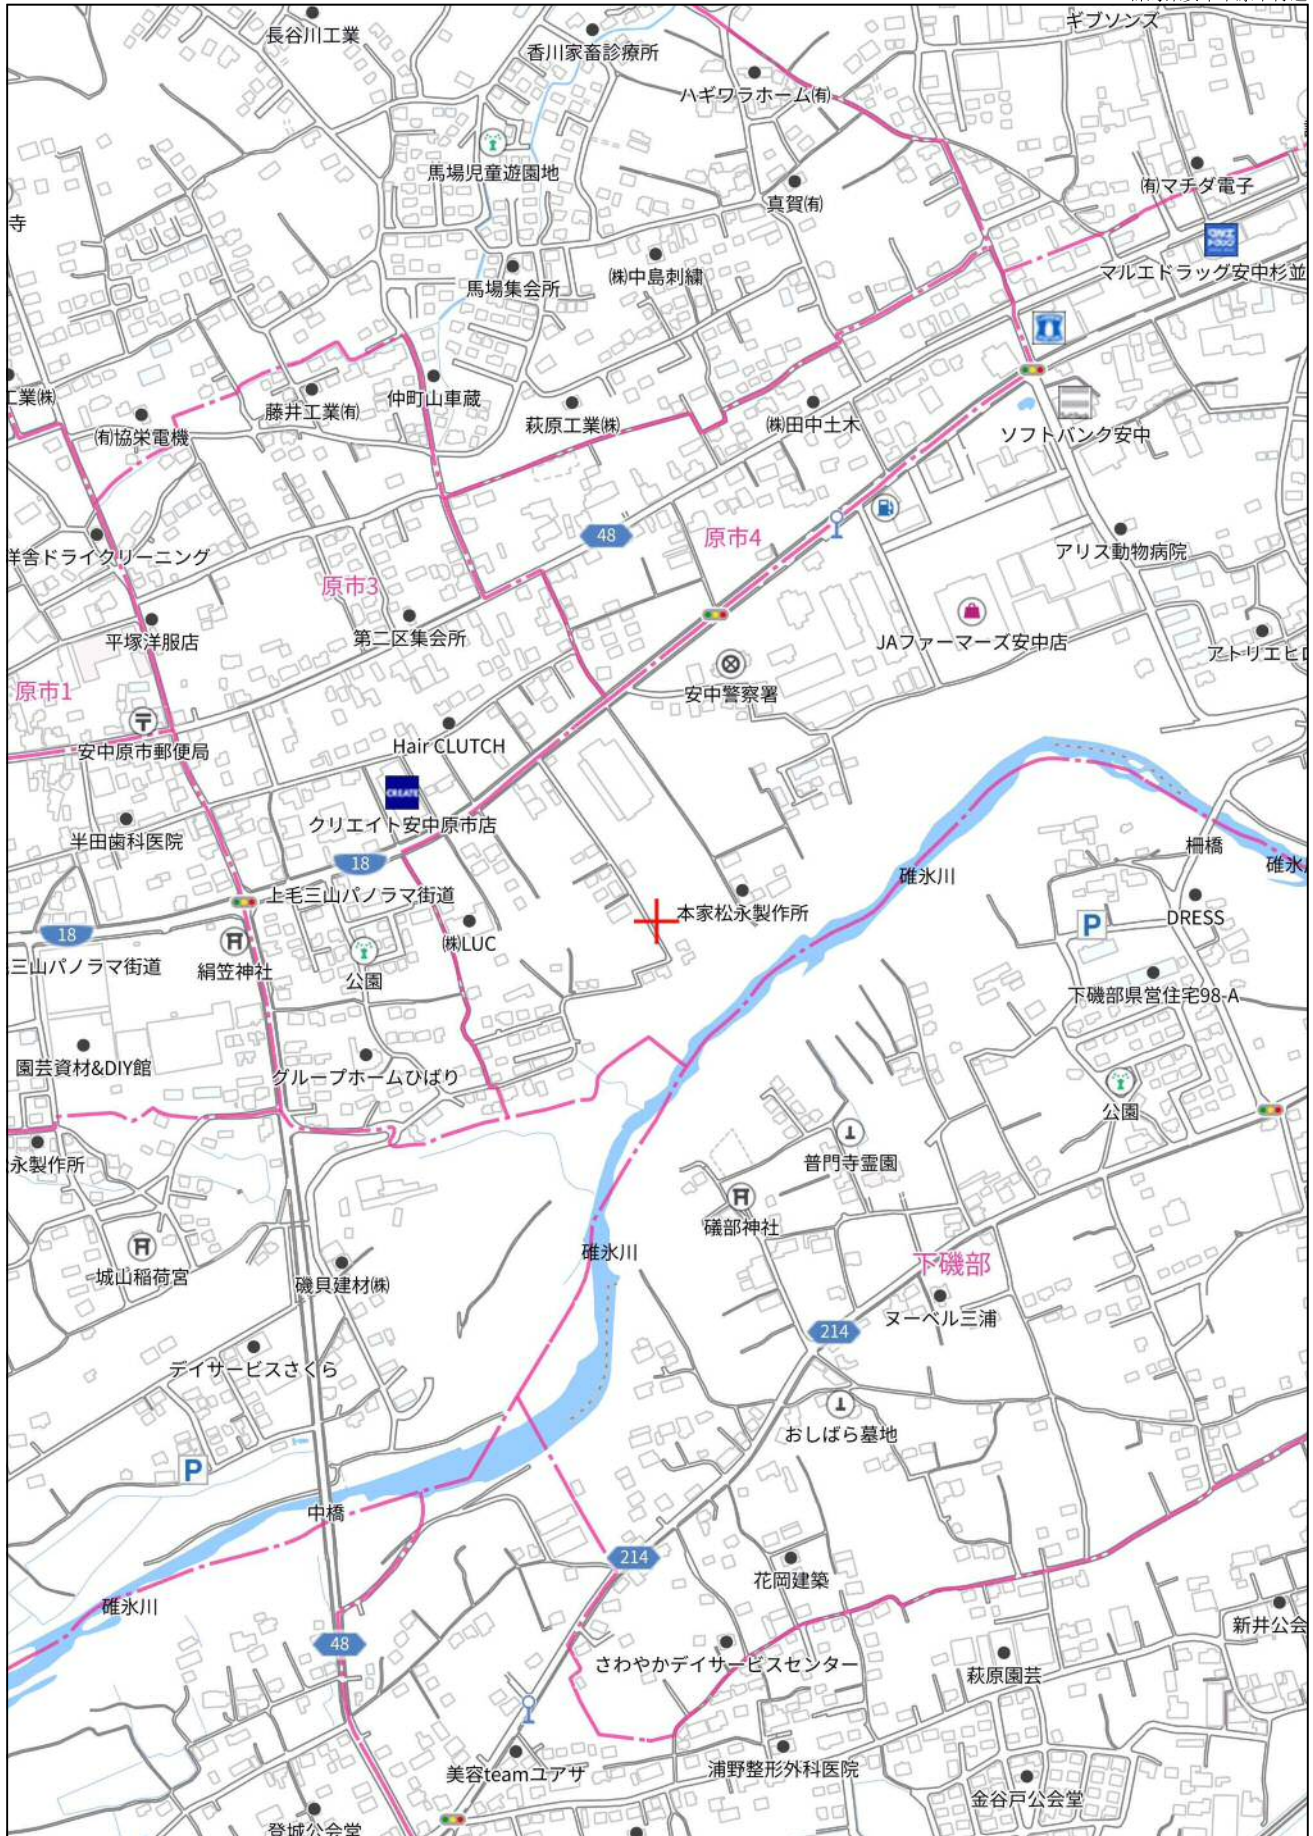 長谷川工業
ギブソンズ
香川家畜診療所
ハギワラホーム㈲
馬場児童遊園地
㈲マチダ電子
真賀㈲
寺
マルエドラッグ安中杉並
㈱中島刺繍
馬場集会所
工業㈱
仲町山車蔵
藤井工業㈲
萩原工業㈱
㈱田中土木
ソフトバンク安中
㈲協栄電機
48
原市4
アリス動物病院
洋舎ドライクリーニング
原市3
第二区集会所
平塚洋服店
JAファーマーズ安中店
アトリエヒロ
原市1
安中警察署
Hair CLUTCH
安中原市郵便局
CREATE
クリエイト安中原市店
半田歯科医院
柵橋
18
碓氷川
碓氷川
上毛三山パノラマ街道
本家松永製作所
DRESS
P
18
㈱LUC
三山パノラマ街道
絹笠神社
公園
下磯部県営住宅98-A
園芸資材&DIY館
グループホームひばり
公園
永製作所
普門寺霊園
磯部神社
碓氷川
城山稲荷宮
下磯部
磯貝建材㈱
ヌーベル三浦
214
デイサービスさくら
おしばら墓地
P
中橋
214
花岡建築
碓氷川
新井公会
48
さわやかデイサービスセンター
萩原園芸
美容teamユアザ
浦野整形外科医院
金谷戸公会堂
登城公会堂